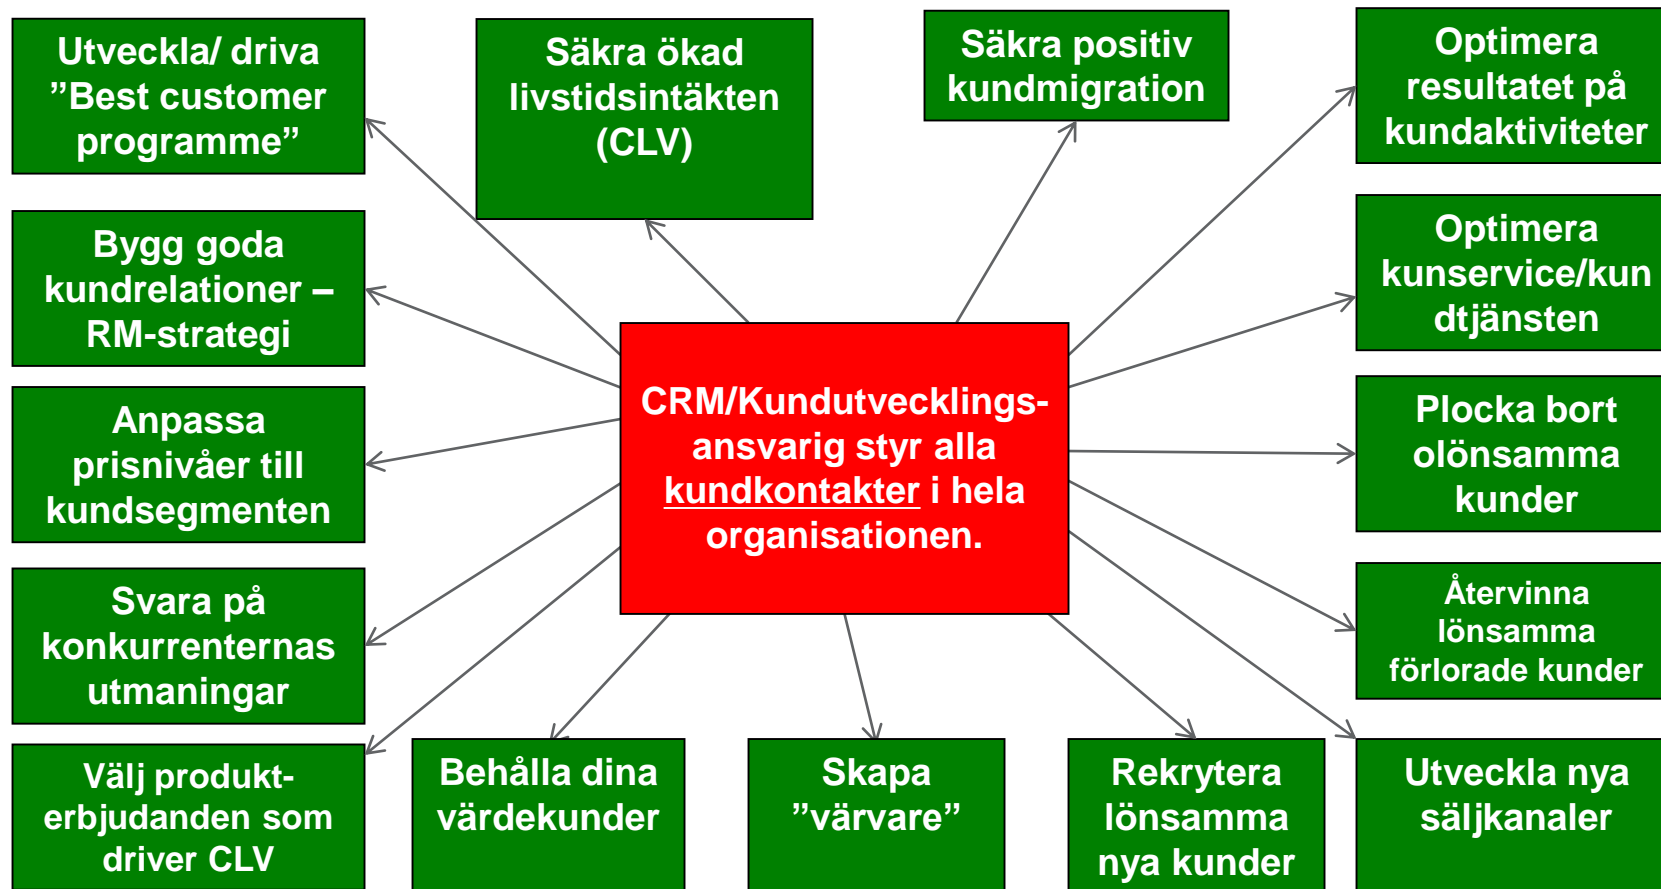 Utveckla/ driva
”Best customer
programme”
Säkra ökad
livstidsintäkten
(CLV)
Säkra positiv
kundmigration
Optimera
resultatet på
kundaktiviteter
Bygg goda
kundrelationer –
RM-strategi
Optimera
kunservice/kun
dtjänsten
CRM/Kundutvecklings-
ansvarig styr alla
kundkontakter i hela
organisationen.
Anpassa
prisnivåer till
kundsegmenten
Plocka bort
olönsamma
kunder
Svara på
konkurrenternas
utmaningar
Återvinna
lönsamma
förlorade kunder
Välj produkt-
erbjudanden som
driver CLV
Behålla dina
värdekunder
Skapa
”värvare”
Rekrytera
lönsamma
nya kunder
Utveckla nya
säljkanaler